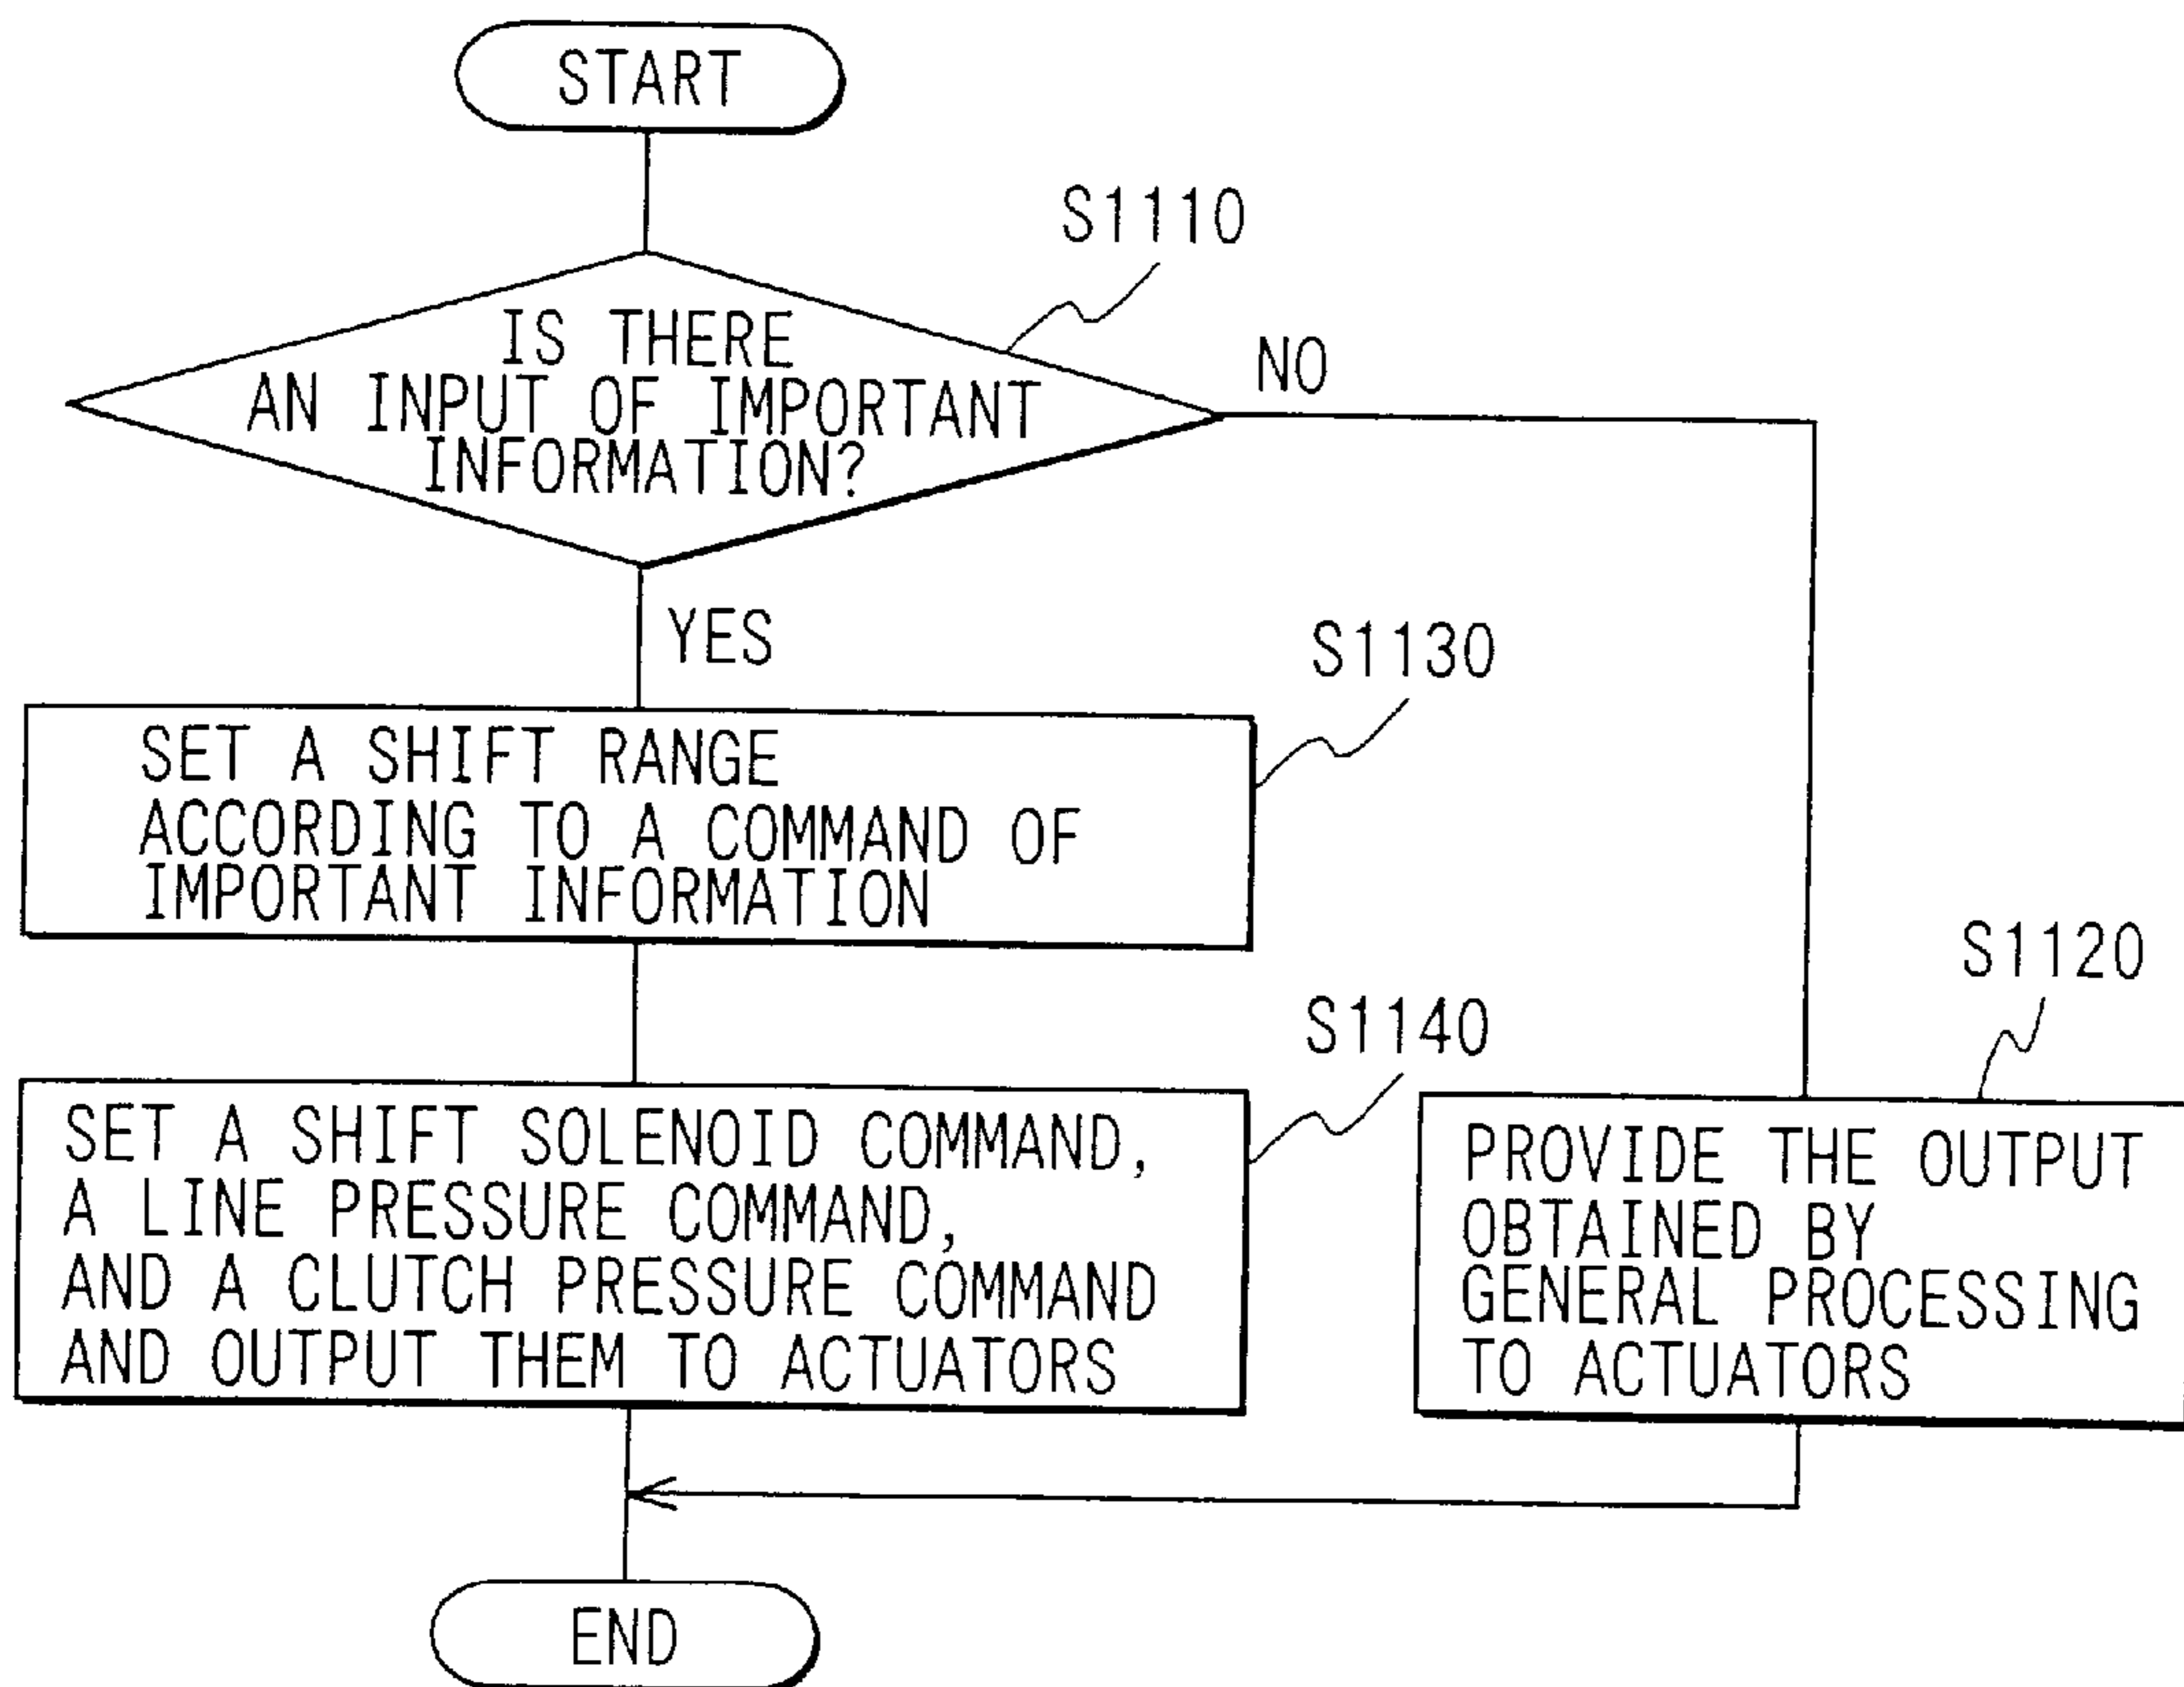 START
S1110
IS THERE
AN INPUT OF IMPORTANT
INFORMATION?
NO
YES
S1130
SET A SHIFT RANGE
ACCORDING TO A COMMAND OF
IMPORTANT INFORMATION
S1140
SET A SHIFT SOLENOID COMMAND,
A LINE PRESSURE COMMAND,
AND A CLUTCH PRESSURE COMMAND
AND OUTPUT THEM TO ACTUATORS
S1120
PROVIDE THE OUTPUT
OBTAINED BY
GENERAL PROCESSING
TO ACTUATORS
END